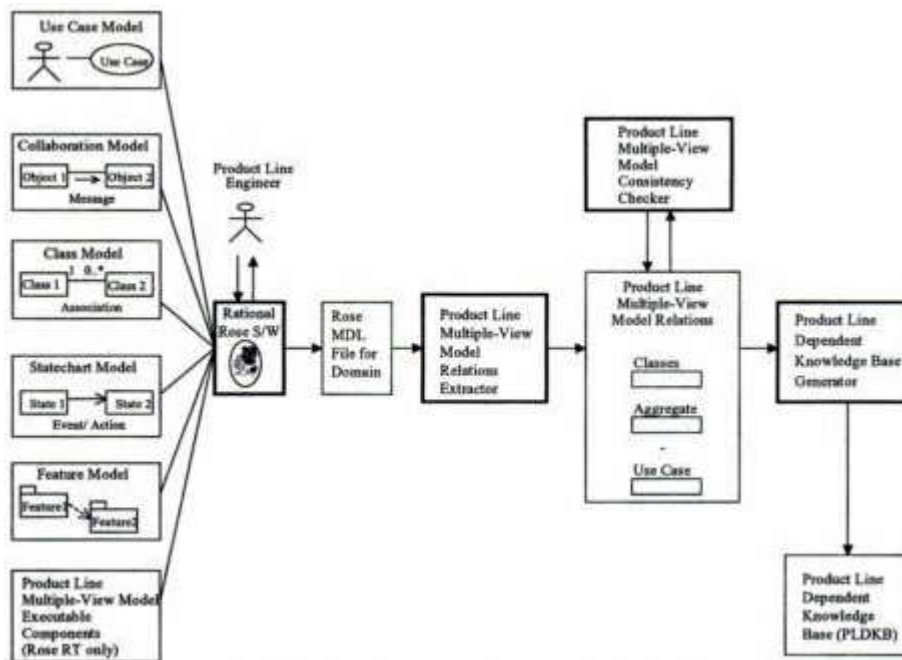 Use Case Model
Use Case
Collaboration Model
Object 1
Object 2
Message
Class Model
1 0..*
Class 1
Class 2
Association
Statechart Model
State 1
State 2
Event/ Action
Feature Model
Feature1
Feature2
Product Line
Multiple-View Model
Executable
Components
(Rose RT only)
Product Line
Engineer
Rational
Rose S/W
Rose
MDL
File for
Domain
Product Line
Multiple-View
Model
Relations
Extractor
Product Line
Multiple-View
Model
Consistency
Checker
Product Line
Multiple-View
Model Relations
Classes
Aggregate
Use Case
Product Line
Dependent
Knowledge Base
Generator
Product Line
Dependent
Knowledge
Base (PLDKB)